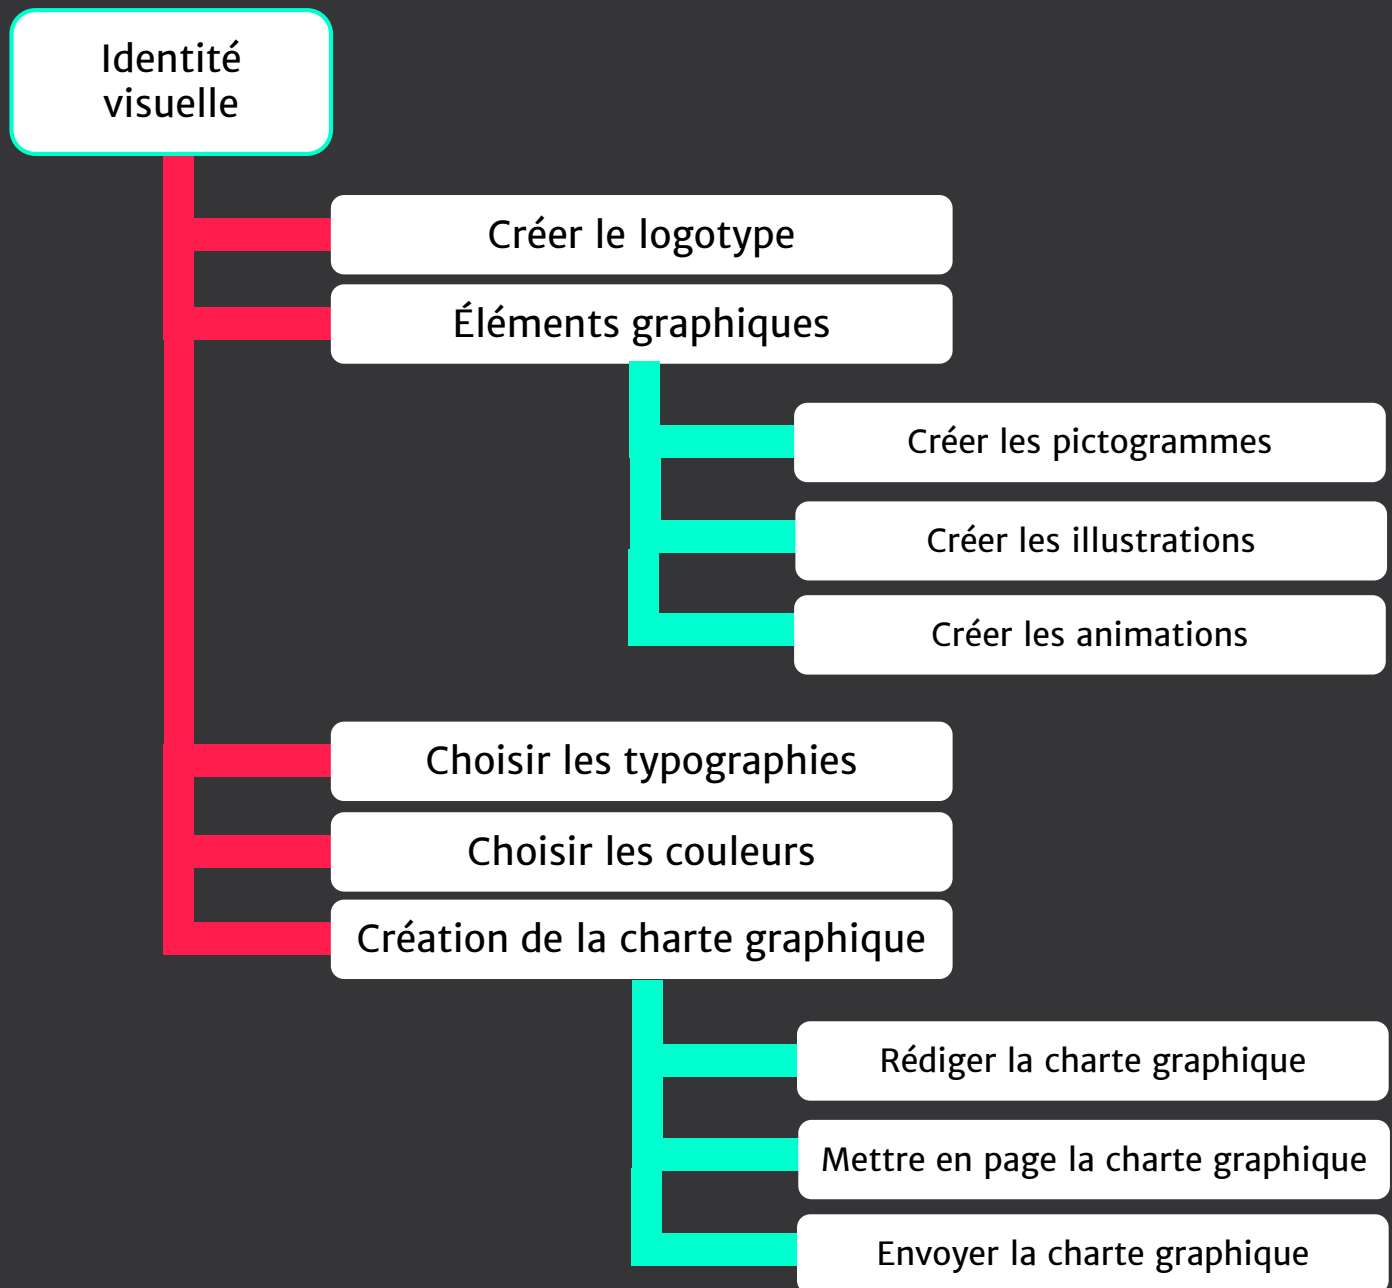 Identité
visuelle
Créer le logotype
Éléments graphiques
Créer les pictogrammes
Créer les illustrations
Créer les animations
Choisir les typographies
Choisir les couleurs
Création de la charte graphique
Rédiger la charte graphique
Mettre en page la charte graphique
Envoyer la charte graphique